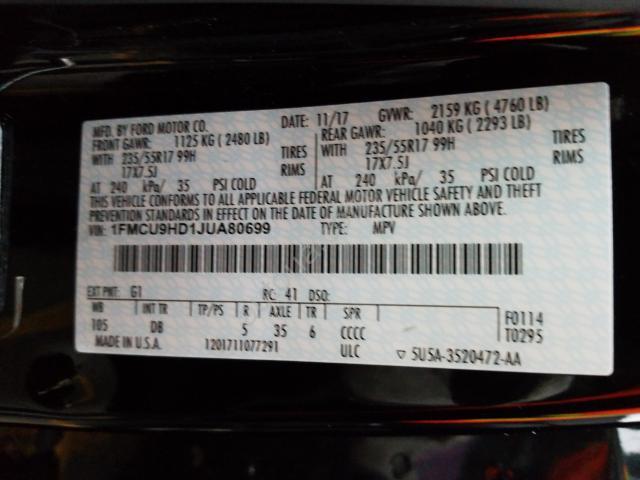 MFD. BY FORD MOTOR CO. DATE: 11/17 GVWR: 2159 KG ( 4760 LB)
FRONT GAWR: 1125 KG ( 2480 LB) REAR GAWR: 1040 KG ( 2293 LB)
WITH 235/55R17 99H TIRES WITH 235/55R17 99H TIRES
17X7.5J RIMS 17X7.5J RIMS
AT 240 kPa/ 35 PSI COLD AT 240 kPa/ 35 PSI COLD
THIS VEHICLE CONFORMS TO ALL APPLICABLE FEDERAL MOTOR VEHICLE SAFETY AND THEFT
PREVENTION STANDARDS IN EFFECT ON THE DATE OF MANUFACTURE SHOWN ABOVE.
VIN: 1FMCU9HD1JUA80699 TYPE: MPV
EXT PNT: G1 RC: 41 DSO:
WB INT TR TP/PS R AXLE TR SPR F0114
105 DB 5 35 6 CCCC T0295
MADE IN U.S.A. 1201711077291 ULC ▽ 5U5A-3520472-AA